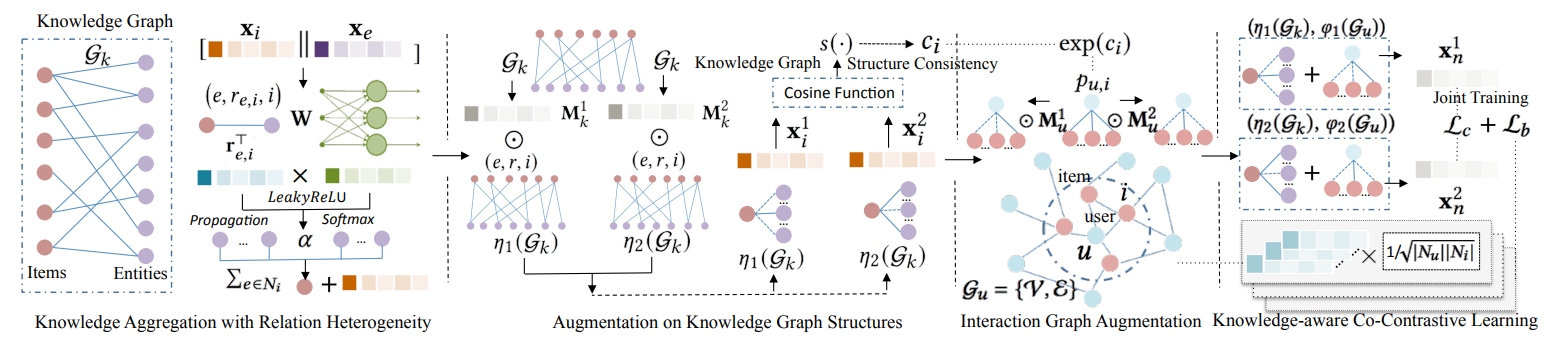 Knowledge Graph
𝒢ₖ
Items
Entities
[ xᵢ || xₑ ]
(e, rₑ,ᵢ, i)
W
r⊤ₑ,ᵢ
×
LeakyReLU
Propagation
Softmax
...
α
...
∑ₑ∈Nᵢ
+
Knowledge Aggregation with Relation Heterogeneity
𝒢ₖ
𝒢ₖ
M¹ₖ
M²ₖ
⊙
⊙
(e, r, i)
(e, r, i)
η₁(𝒢ₖ)
η₂(𝒢ₖ)
s(·)
cᵢ
Knowledge Graph Structure Consistency
Cosine Function
x¹ᵢ
x²ᵢ
...
...
...
...
η₁(𝒢ₖ)
η₂(𝒢ₖ)
Augmentation on Knowledge Graph Structures
exp(cᵢ)
pᵤ,ᵢ
⊙ M¹ᵤ
⊙ M²ᵤ
...
...
...
...
...
...
item
i
user
u
𝒢ᵤ = {𝒱, ℰ}
Interaction Graph Augmentation
(η₁(𝒢ₖ), φ₁(𝒢ᵤ))
...
+
...
...
x¹ₙ
Joint Training
ℒ_c + ℒ_b
(η₂(𝒢ₖ), φ₂(𝒢ᵤ))
...
+
...
...
x²ₙ
× 1/√|Nᵤ||Nᵢ|
Knowledge-aware Co-Contrastive Learning